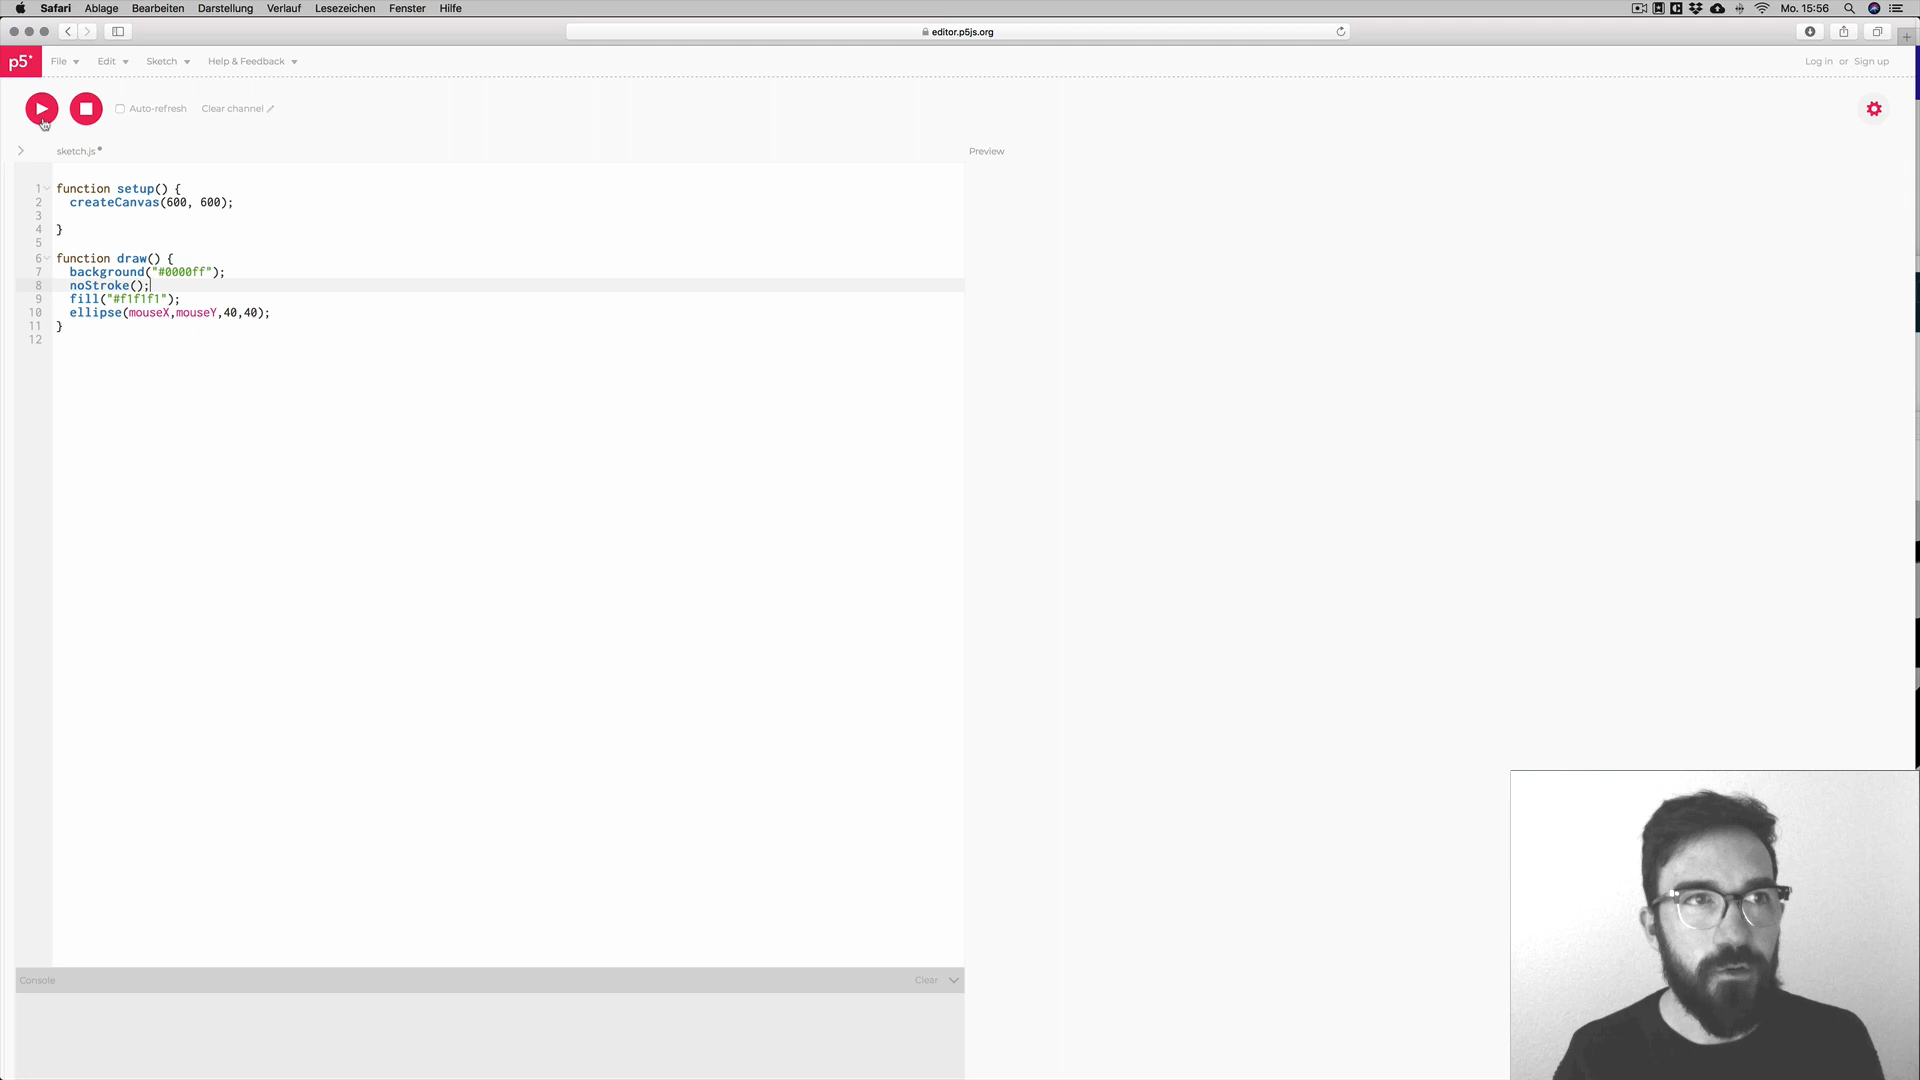 Safari Ablage Bearbeiten Darstellung Verlauf Lesezeichen Fenster Hilfe Mo. 15:56
editor.p5js.org
p5* File Edit Sketch Help & Feedback Log in or Sign up
Auto-refresh Clear channel
sketch.js Preview
1 function setup() {
2 createCanvas(600, 600);
3
4 }
5
6 function draw() {
7 background("#0000ff");
8 noStroke();
9 fill("#f1f1f1");
10 ellipse(mouseX,mouseY,40,40);
11 }
12
Console Clear